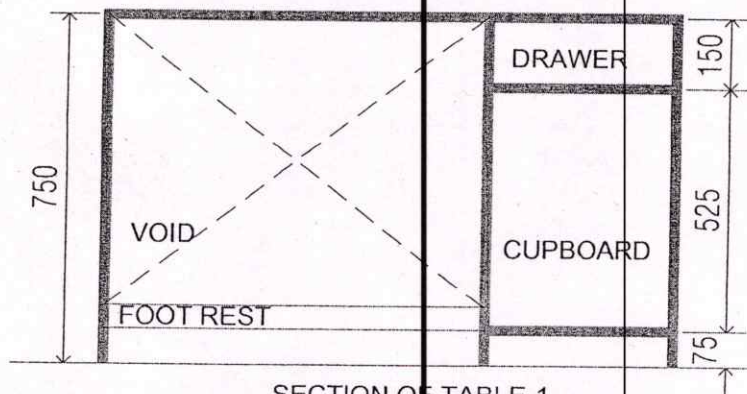 DRAWER
150
750
525
VOID
CUPBOARD
FOOT REST
75
SECTION OF TABLE-1